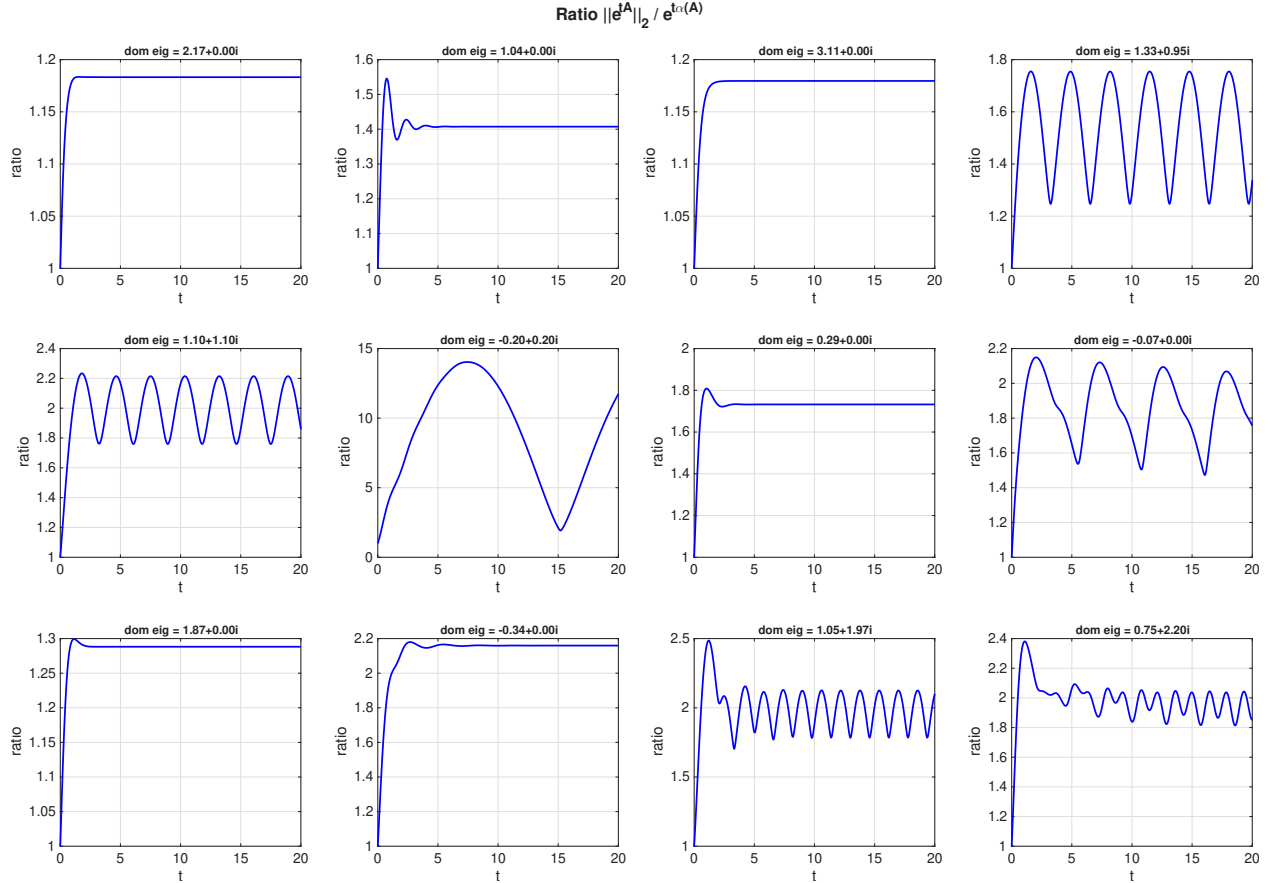 Ratio ||e^{tA}||_2 / e^{tα(A)}
dom eig = 2.17+0.00i
1.2
1.15
1.1
1.05
1
ratio
0 5 10 15 20
t
dom eig = 1.04+0.00i
1.6
1.5
1.4
1.3
1.2
1.1
1
ratio
0 5 10 15 20
t
dom eig = 3.11+0.00i
1.2
1.15
1.1
1.05
1
ratio
0 5 10 15 20
t
dom eig = 1.33+0.95i
1.8
1.6
1.4
1.2
1
ratio
0 5 10 15 20
t
dom eig = 1.10+1.10i
2.4
2.2
2
1.8
1.6
1.4
1.2
1
ratio
0 5 10 15 20
t
dom eig = -0.20+0.20i
15
10
5
0
ratio
0 5 10 15 20
t
dom eig = 0.29+0.00i
2
1.8
1.6
1.4
1.2
1
ratio
0 5 10 15 20
t
dom eig = -0.07+0.00i
2.2
2
1.8
1.6
1.4
1.2
1
ratio
0 5 10 15 20
t
dom eig = 1.87+0.00i
1.3
1.25
1.2
1.15
1.1
1.05
1
ratio
0 5 10 15 20
t
dom eig = -0.34+0.00i
2.2
2
1.8
1.6
1.4
1.2
1
ratio
0 5 10 15 20
t
dom eig = 1.05+1.97i
2.5
2
1.5
1
ratio
0 5 10 15 20
t
dom eig = 0.75+2.20i
2.4
2.2
2
1.8
1.6
1.4
1.2
1
ratio
0 5 10 15 20
t